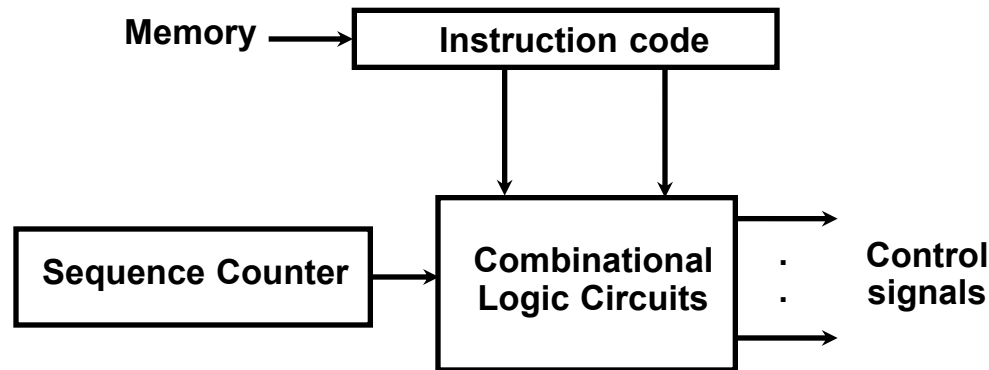 Memory
Instruction code
Sequence Counter
Combinational
Logic Circuits
.
.
Control
signals